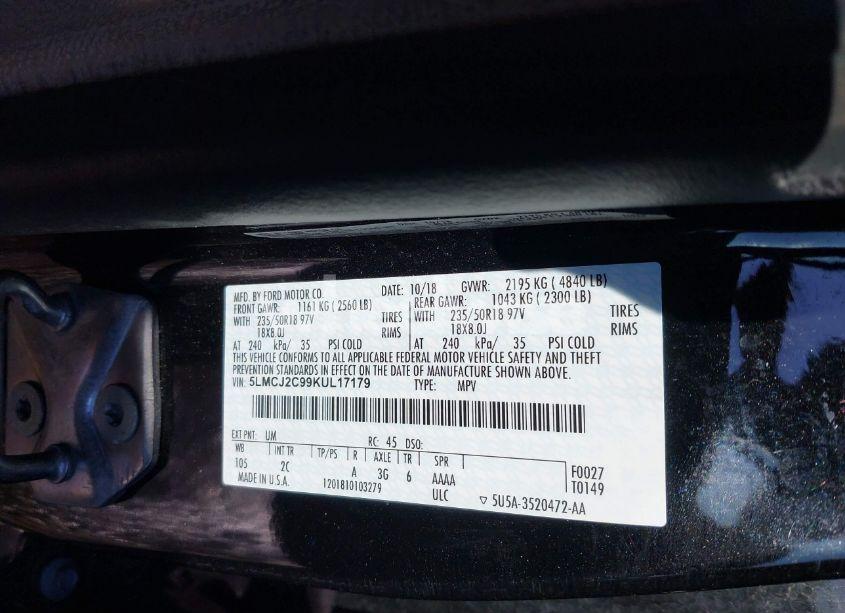 MFD. BY FORD MOTOR CO. DATE: 10/18 GVWR: 2195 KG ( 4840 LB)
FRONT GAWR: 1161 KG ( 2560 LB) REAR GAWR: 1043 KG ( 2300 LB)
WITH 235/50R18 97V TIRES WITH 235/50R18 97V TIRES
18X8.0J RIMS 18X8.0J RIMS
AT 240 kPa/ 35 PSI COLD AT 240 kPa/ 35 PSI COLD
THIS VEHICLE CONFORMS TO ALL APPLICABLE FEDERAL MOTOR VEHICLE SAFETY AND THEFT
PREVENTION STANDARDS IN EFFECT ON THE DATE OF MANUFACTURE SHOWN ABOVE.
VIN: 5LMCJ2C99KUL17179 TYPE: MPV
EXT PNT: UM RC: 45 DSO:
WB INT TR TP/PS R AXLE TR SPR F0027
105 2C A 3G 6 AAAA T0149
MADE IN U.S.A. 1201810103279 ULC ▽ 5U5A-3520472-AA